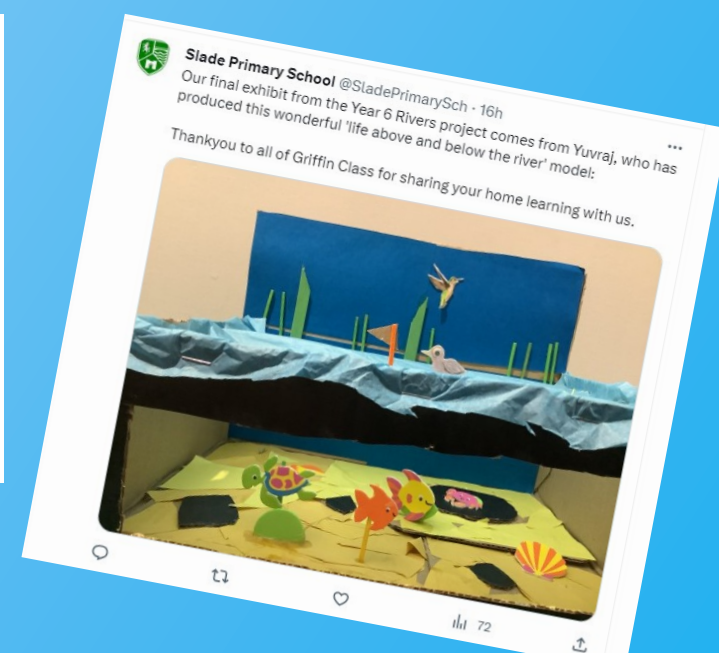 Slade Primary School @SladePrimarySch · 16h
Our final exhibit from the Year 6 Rivers project comes from Yuvraj, who has
produced this wonderful 'life above and below the river' model:
Thankyou to all of Griffin Class for sharing your home learning with us.
72